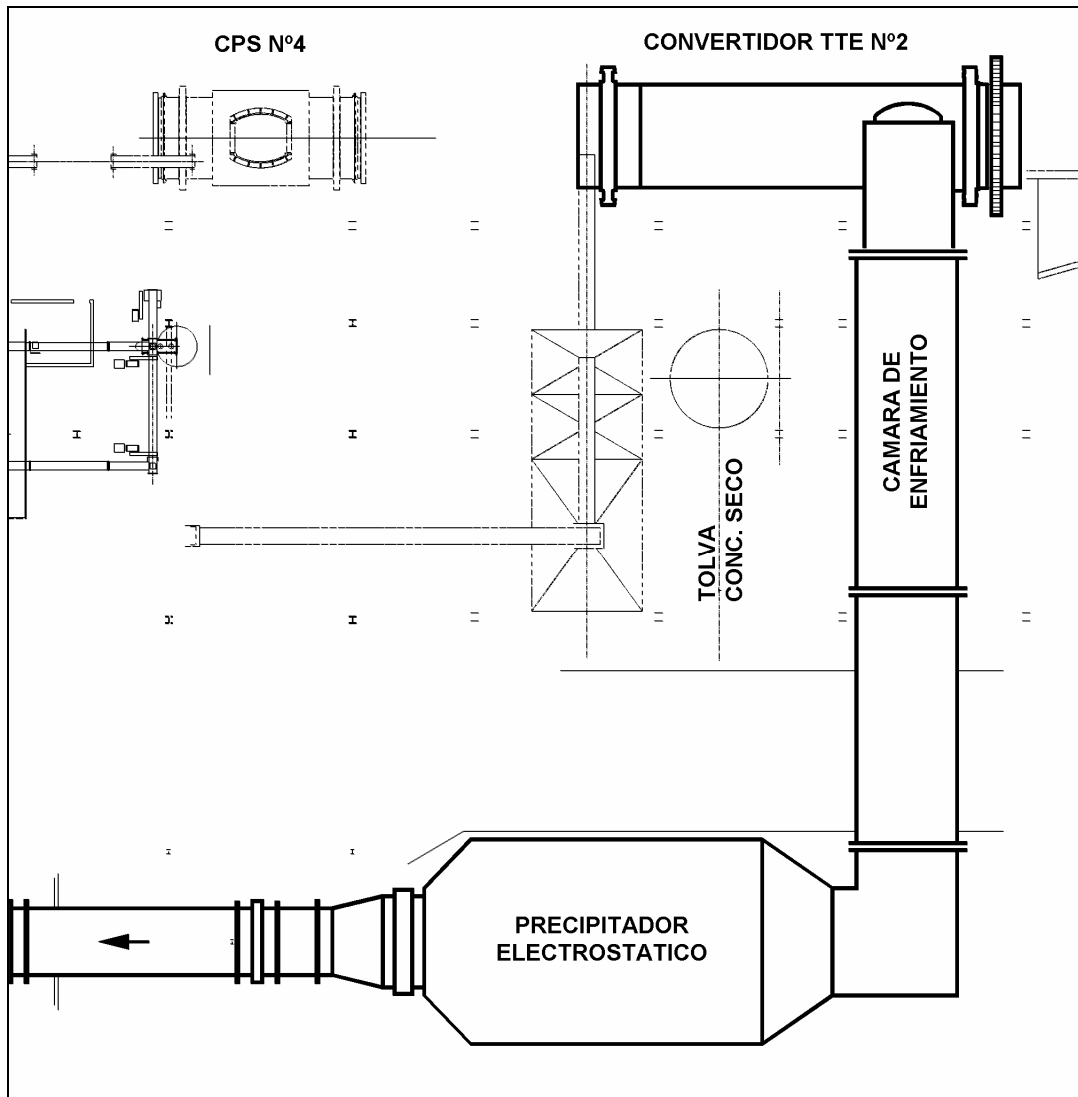 CPS Nº4
CONVERTIDOR TTE Nº2
CAMARA DE
ENFRIAMIENTO
TOLVA
CONC. SECO
PRECIPITADOR
ELECTROSTATICO